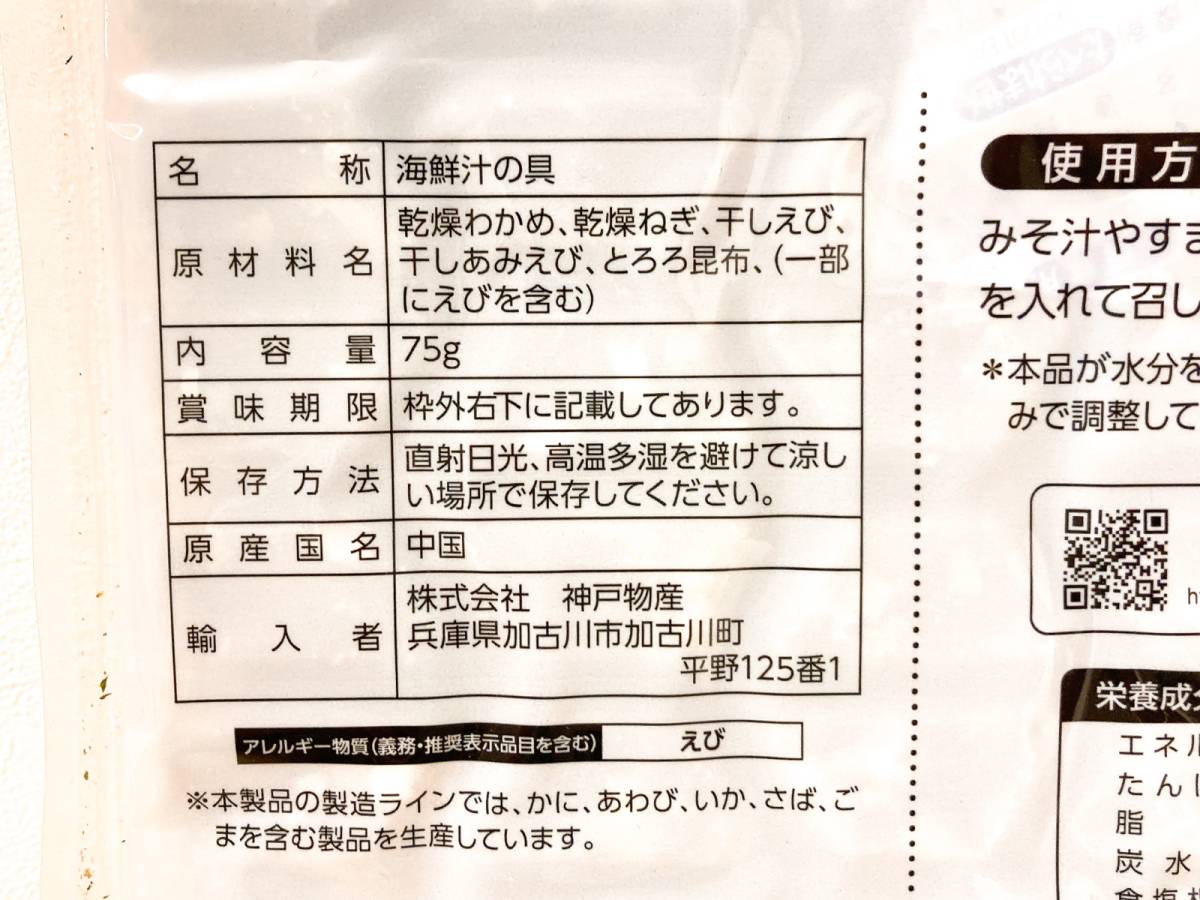 名称 海鮮汁の具
原材料名 乾燥わかめ、乾燥ねぎ、干しえび、
干しあみえび、とろろ昆布、(一部
にえびを含む)
内容量 75g
賞味期限 枠外右下に記載してあります。
保存方法 直射日光、高温多湿を避けて涼し
い場所で保存してください。
原産国名 中国
輸入者 株式会社 神戸物産
兵庫県加古川市加古川町
平野125番1
アレルギー物質(義務・推奨表示品目を含む) えび
※本製品の製造ラインでは、かに、あわび、いか、さば、ご
まを含む製品を生産しています。
使用方
みそ汁やすま
を入れて召し
*本品が水分を
みで調整して
栄養成分
エネル
たんぱ
脂
炭水
食塩相